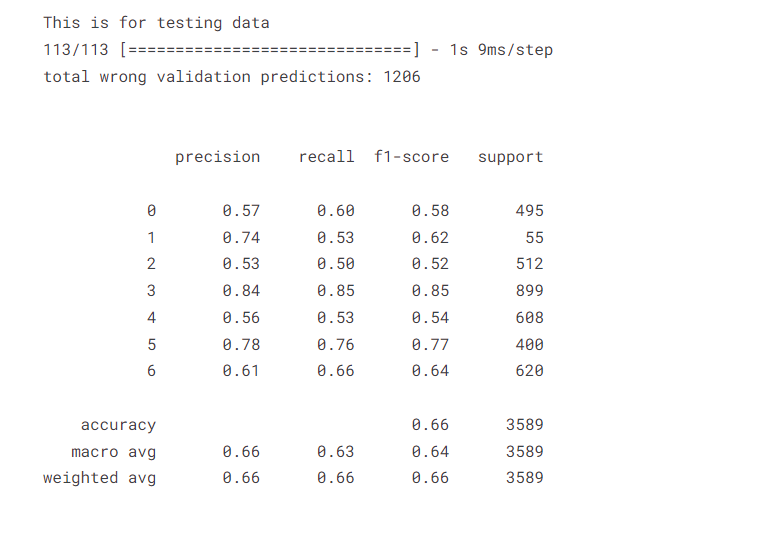 This is for testing data
113/113 [==============================] - 1s 9ms/step
total wrong validation predictions: 1206
precision recall f1-score support
0 0.57 0.60 0.58 495
1 0.74 0.53 0.62 55
2 0.53 0.50 0.52 512
3 0.84 0.85 0.85 899
4 0.56 0.53 0.54 608
5 0.78 0.76 0.77 400
6 0.61 0.66 0.64 620
accuracy 0.66 3589
macro avg 0.66 0.63 0.64 3589
weighted avg 0.66 0.66 0.66 3589